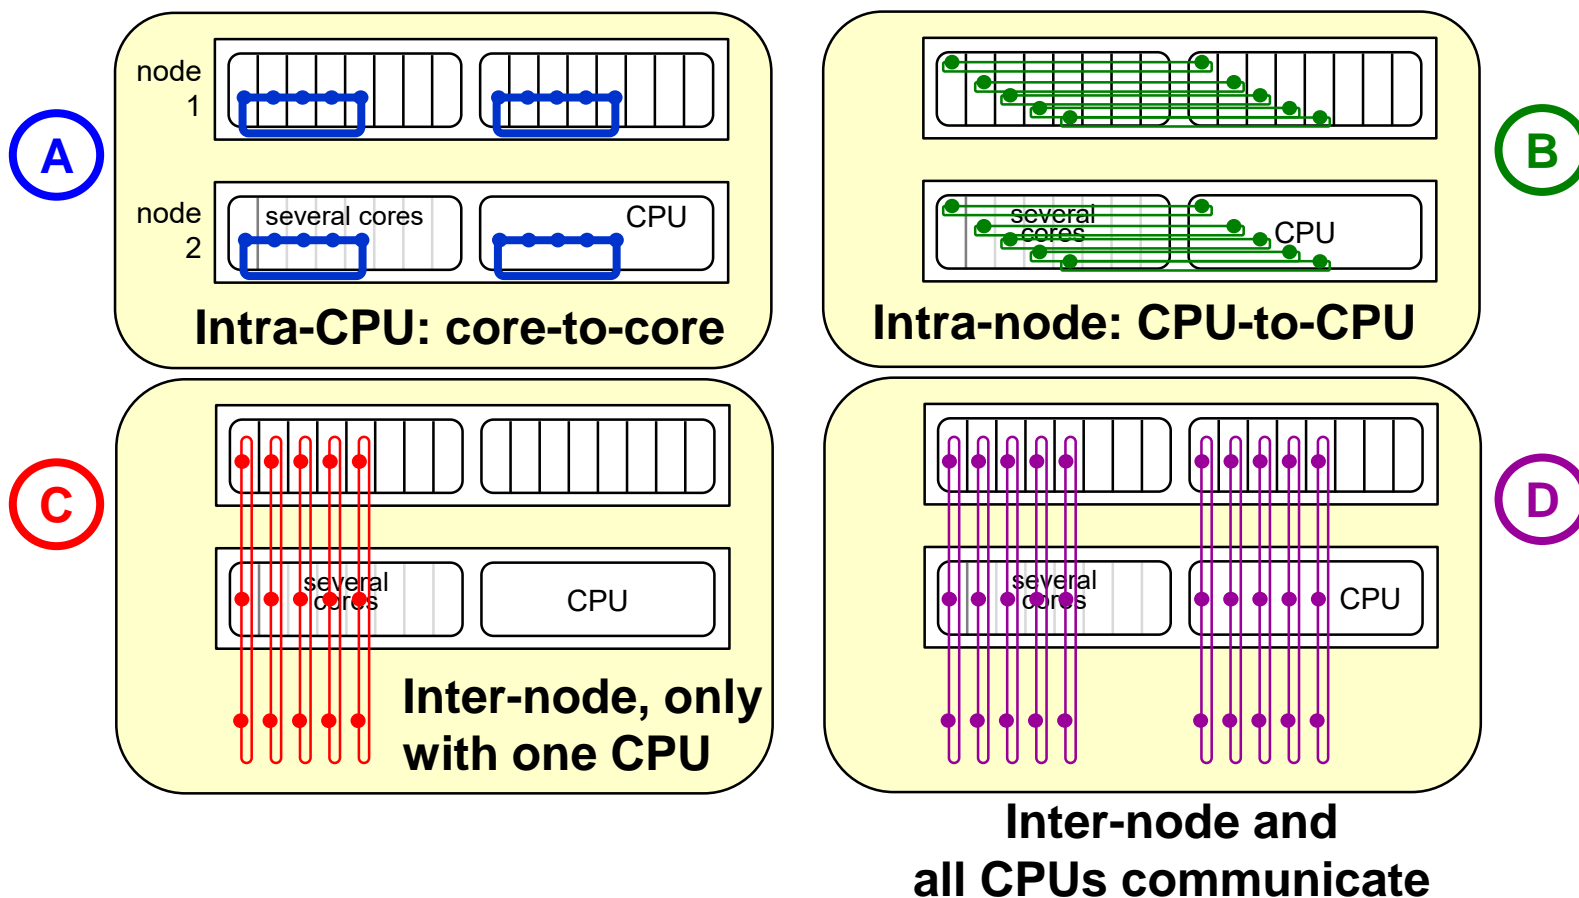 A
node
1
node
2
several cores
CPU
Intra-CPU: core-to-core
B
several
cores
CPU
Intra-node: CPU-to-CPU
C
several
cores
CPU
Inter-node, only
with one CPU
D
several
cores
CPU
Inter-node and
all CPUs communicate